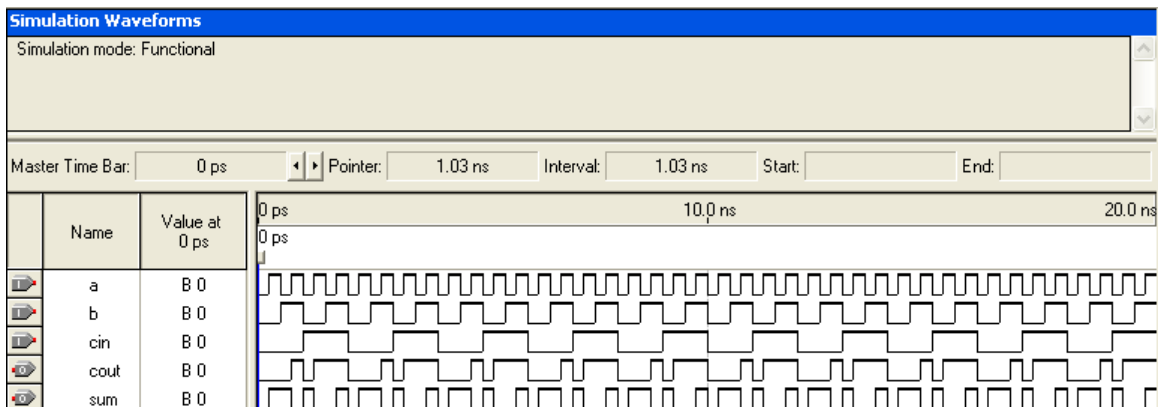 Simulation Waveforms
Simulation mode: Functional
Master Time Bar: 0 ps Pointer: 1.03 ns Interval: 1.03 ns Start: End:
Name Value at 0 ps
0 ps 10.0 ns 20.0 ns
0 ps
a B 0
b B 0
cin B 0
cout B 0
sum B 0